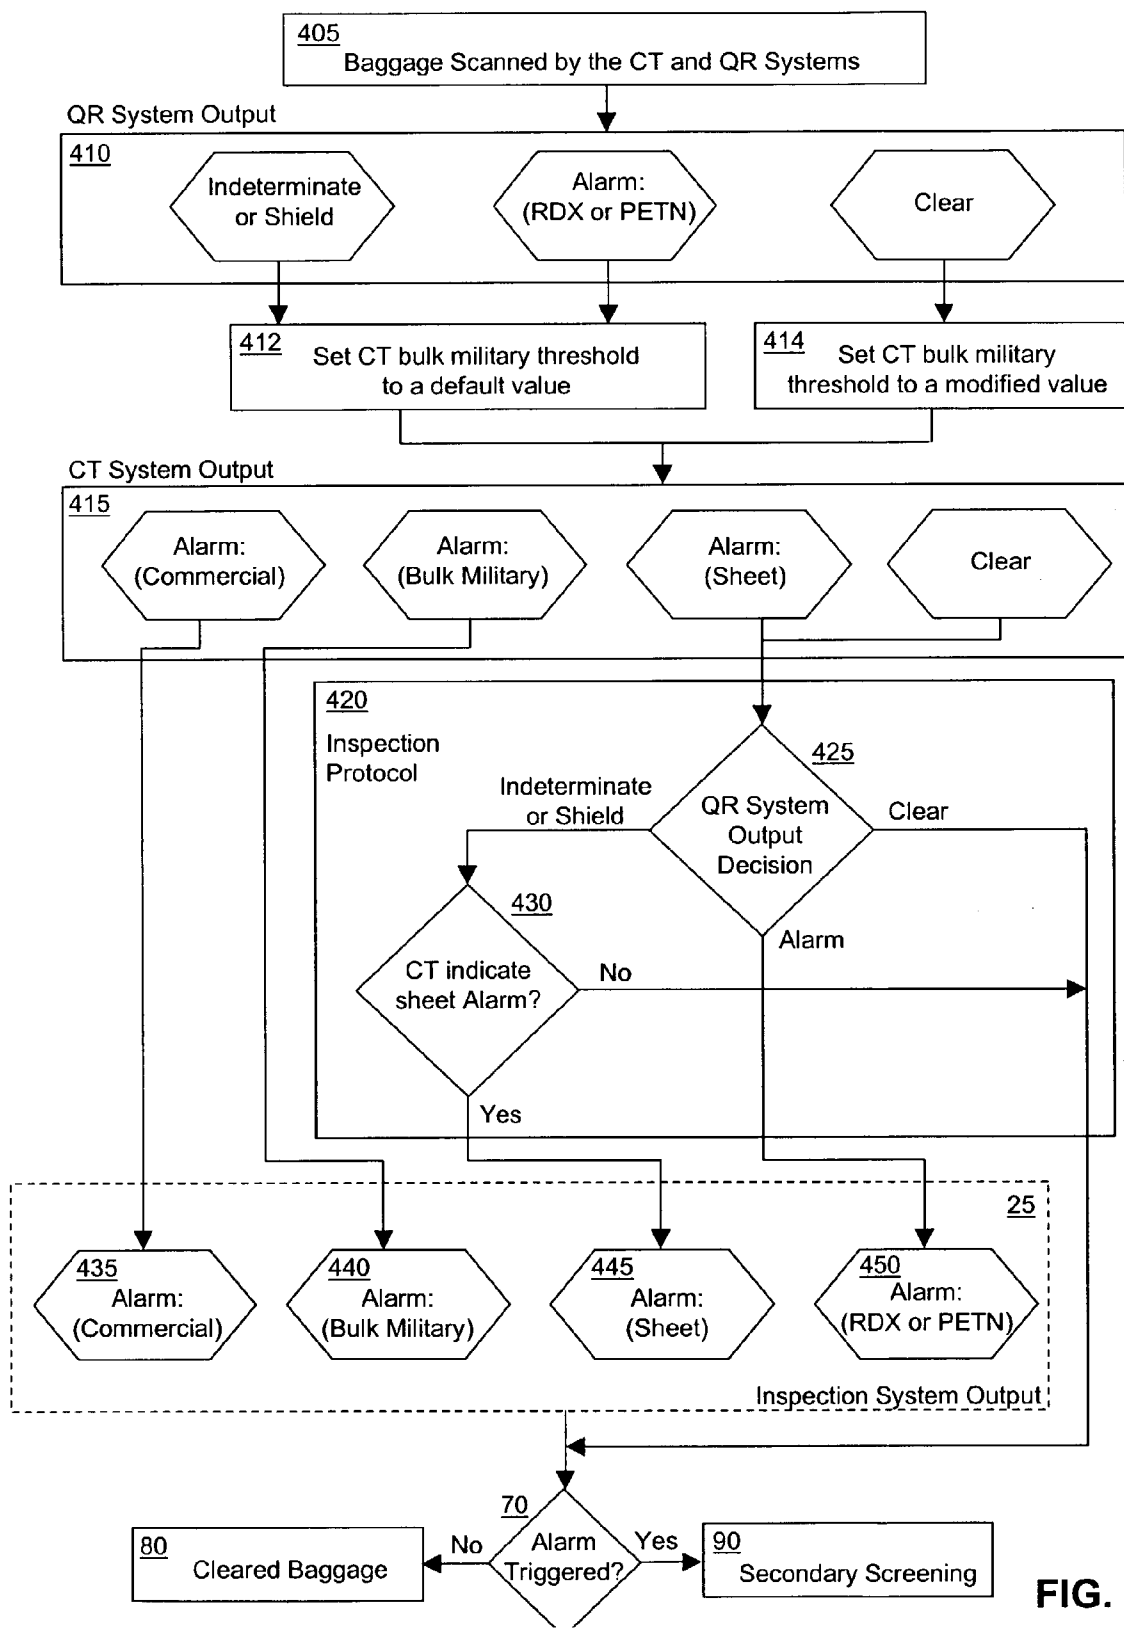 405
Baggage Scanned by the CT and QR Systems
QR System Output
410
Indeterminate
or Shield
Alarm:
(RDX or PETN)
Clear
412
Set CT bulk military threshold
to a default value
414
Set CT bulk military
threshold to a modified value
CT System Output
415
Alarm:
(Commercial)
Alarm:
(Bulk Military)
Alarm:
(Sheet)
Clear
420
Inspection
Protocol
425
QR System
Output
Decision
Indeterminate
or Shield
Clear
Alarm
430
CT indicate
sheet Alarm?
No
Yes
25
435
Alarm:
(Commercial)
440
Alarm:
(Bulk Military)
445
Alarm:
(Sheet)
450
Alarm:
(RDX or PETN)
Inspection System Output
70
Alarm
Triggered?
No
Yes
80
Cleared Baggage
90
Secondary Screening
FIG.